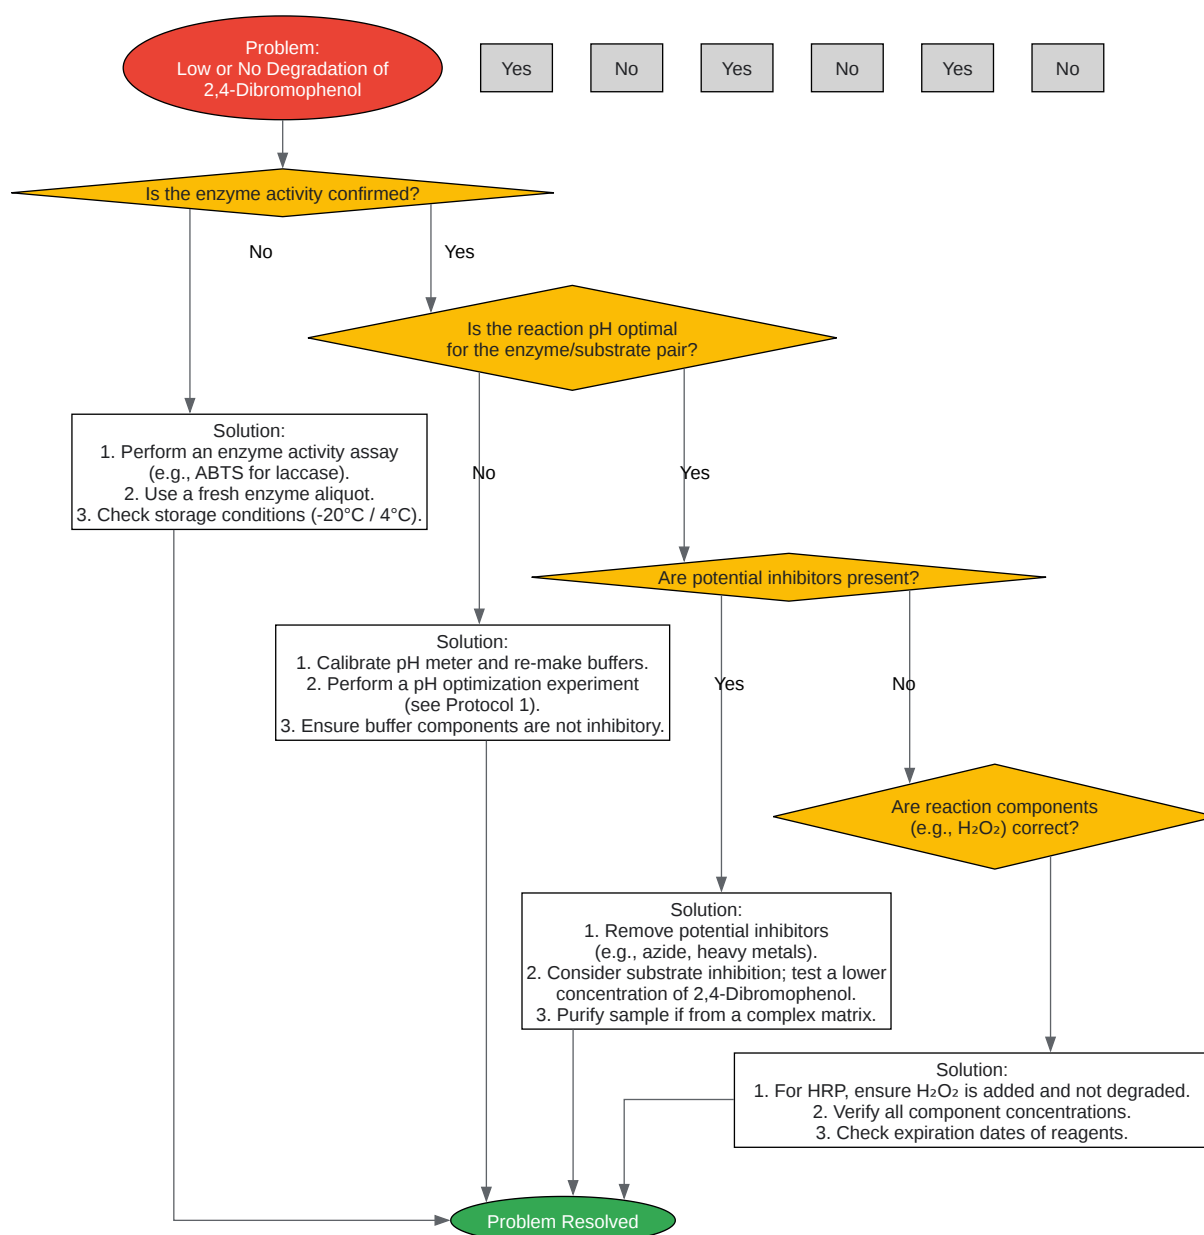 Problem:
Low or No Degradation of
2,4-Dibromophenol
Yes
No
Yes
No
Yes
No
Is the enzyme activity confirmed?
No
Yes
Is the reaction pH optimal
for the enzyme/substrate pair?
Solution:
1. Perform an enzyme activity assay
(e.g., ABTS for laccase).
2. Use a fresh enzyme aliquot.
3. Check storage conditions (-20°C / 4°C).
No
Yes
Are potential inhibitors present?
Solution:
1. Calibrate pH meter and re-make buffers.
2. Perform a pH optimization experiment
(see Protocol 1).
3. Ensure buffer components are not inhibitory.
Yes
No
Are reaction components
(e.g., H₂O₂) correct?
Solution:
1. Remove potential inhibitors
(e.g., azide, heavy metals).
2. Consider substrate inhibition; test a lower
concentration of 2,4-Dibromophenol.
3. Purify sample if from a complex matrix.
Solution:
1. For HRP, ensure H₂O₂ is added and not degraded.
2. Verify all component concentrations.
3. Check expiration dates of reagents.
Problem Resolved